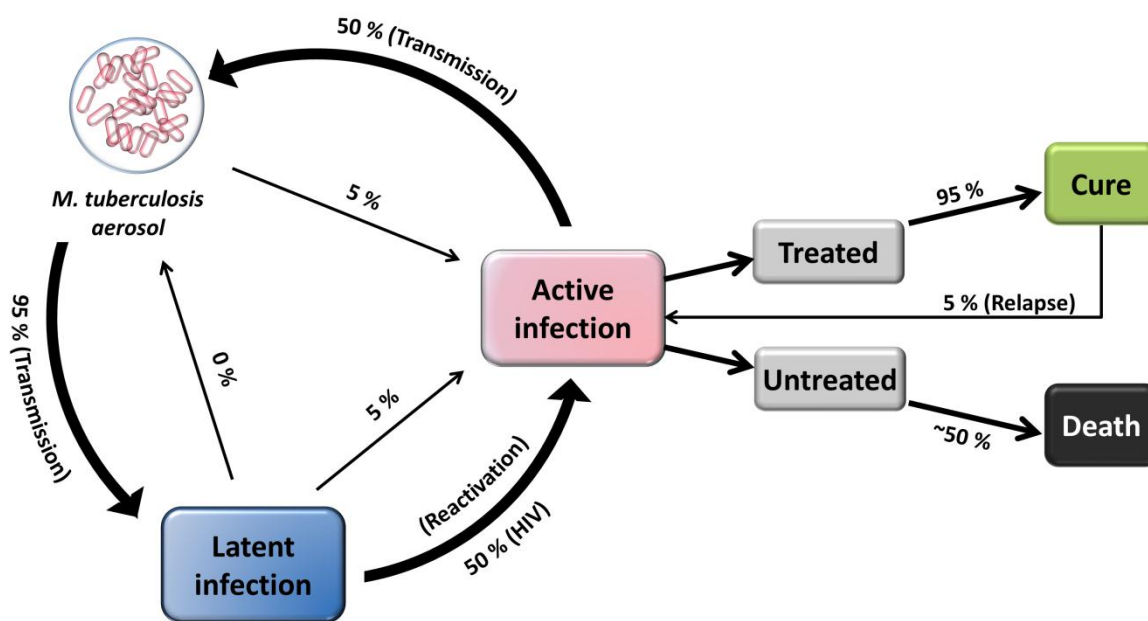 50 % (Transmission)
M. tuberculosis
aerosol
5 %
95 %
Cure
Treated
Active
infection
5 % (Relapse)
95 % (Transmission)
0 %
5 %
Untreated
~50 %
Death
(Reactivation)
50 % (HIV)
Latent
infection